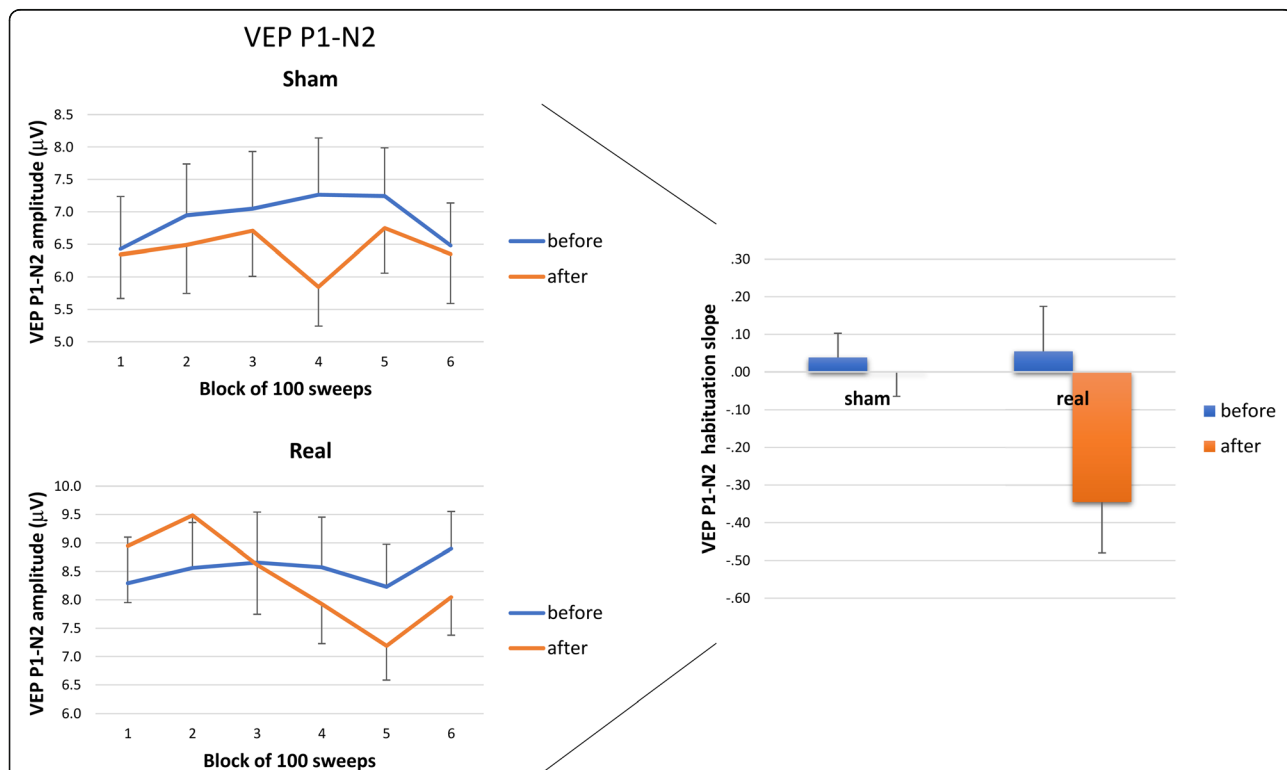 VEP P1-N2
Sham
VEP P1-N2 amplitude (μV)
8.5
8.0
7.5
7.0
6.5
6.0
5.5
5.0
1 2 3 4 5 6
Block of 100 sweeps
before
after
Real
VEP P1-N2 amplitude (μV)
10.0
9.5
9.0
8.5
8.0
7.5
7.0
6.5
6.0
1 2 3 4 5 6
Block of 100 sweeps
before
after
VEP P1-N2 habituation slope
.30
.20
.10
.00
-.10
-.20
-.30
-.40
-.50
-.60
sham real
before
after